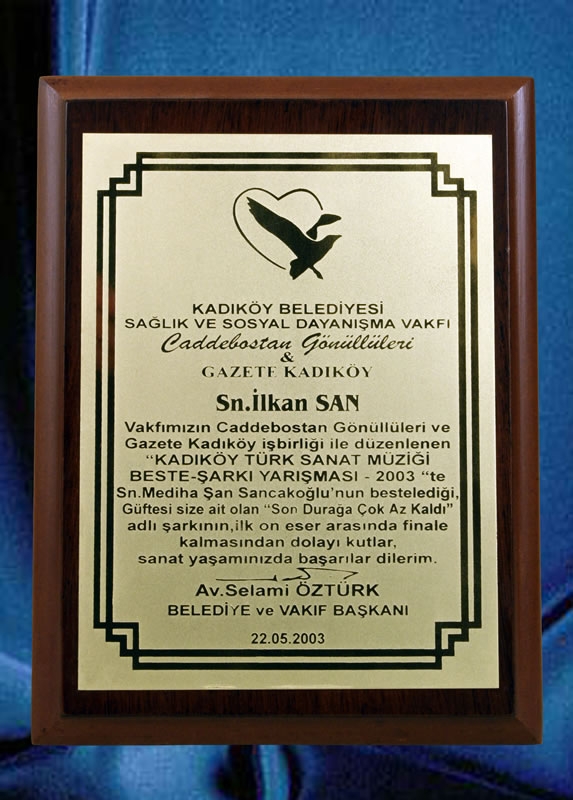 KADIKÖY BELEDİYESİ
SAĞLIK VE SOSYAL DAYANIŞMA VAKFI
Caddebostan Gönüllüleri
&
GAZETE KADIKÖY
Sn.İlkan SAN
Vakfımızın Caddebostan Gönüllüleri ve
Gazete Kadıköy işbirliği ile düzenlenen
“KADIKÖY TÜRK SANAT MÜZİĞİ
BESTE-ŞARKI YARIŞMASI - 2003 “te
Sn.Mediha Şan Sancakoğlu’nun bestelediği,
Güftesi size ait olan “Son Durağa Çok Az Kaldı”
adlı şarkının,ilk on eser arasında finale
kalmasından dolayı kutlar,
sanat yaşamınızda başarılar dilerim.
Av.Selami ÖZTÜRK
BELEDİYE ve VAKIF BAŞKANI
22.05.2003